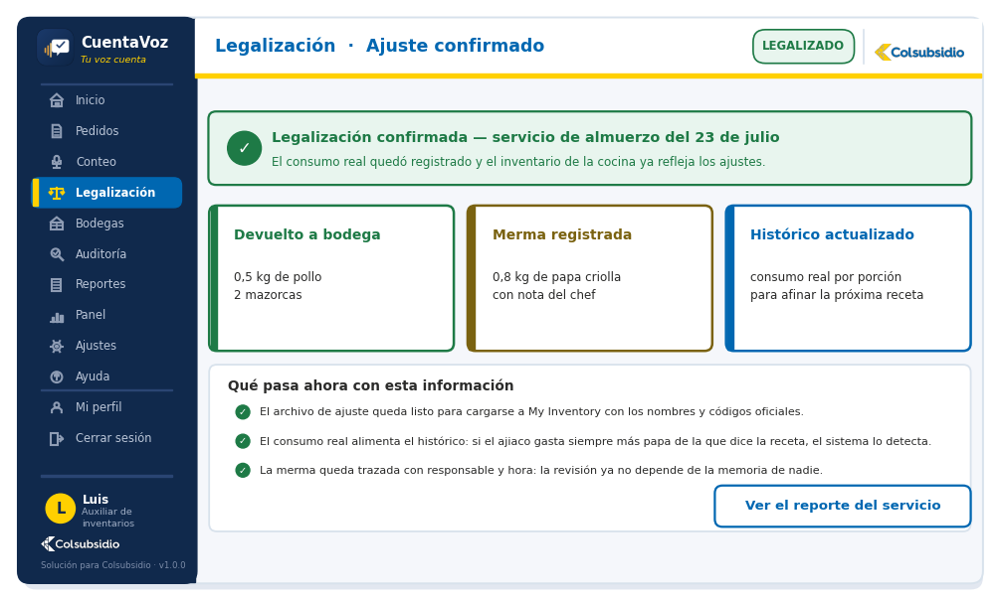 CuentaVoz
Tu voz cuenta
Inicio
Pedidos
Conteo
Legalización
Bodegas
Auditoría
Reportes
Panel
Ajustes
Ayuda
Mi perfil
Cerrar sesión
L
Luis
Auxiliar de
inventarios
Colsubsidio
Solución para Colsubsidio · v1.0.0
Legalización · Ajuste confirmado
LEGALIZADO
Colsubsidio
Legalización confirmada — servicio de almuerzo del 23 de julio
El consumo real quedó registrado y el inventario de la cocina ya refleja los ajustes.
Devuelto a bodega
0,5 kg de pollo
2 mazorcas
Merma registrada
0,8 kg de papa criolla
con nota del chef
Histórico actualizado
consumo real por porción
para afinar la próxima receta
Qué pasa ahora con esta información
El archivo de ajuste queda listo para cargarse a My Inventory con los nombres y códigos oficiales.
El consumo real alimenta el histórico: si el ajiaco gasta siempre más papa de la que dice la receta, el sistema lo detecta.
La merma queda trazada con responsable y hora: la revisión ya no depende de la memoria de nadie.
Ver el reporte del servicio